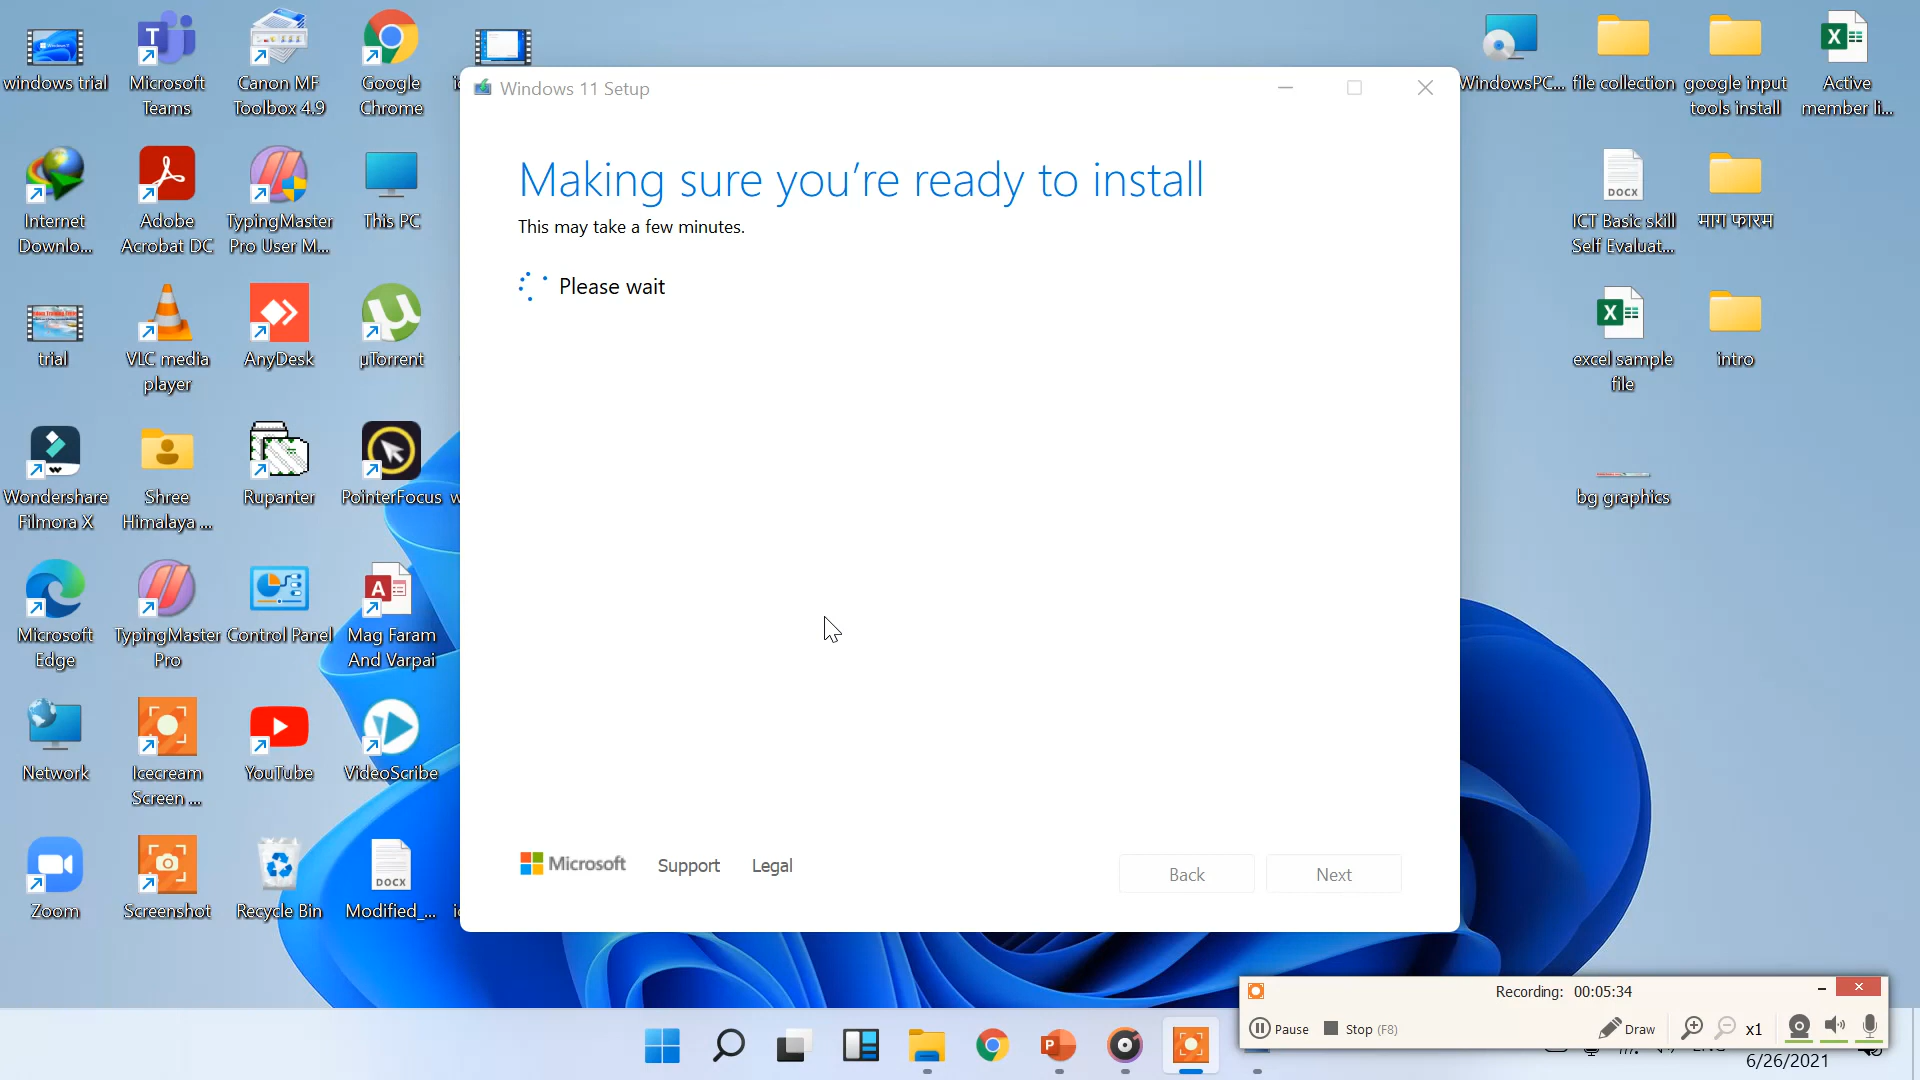 windows trial
Microsoft
Teams
Canon MF
Toolbox 4.9
Google
Chrome
WindowsPC...
file collection
google input
tools install
Active
member li...
Windows 11 Setup
Making sure you're ready to install
This may take a few minutes.
Please wait
Internet
Downlo...
Adobe
Acrobat DC
TypingMaster
Pro User M...
This PC
DOCX
ICT Basic skill
Self Evaluat...
माग फारम
trial
VLC media
player
AnyDesk
µTorrent
excel sample
file
intro
Wondershare
Filmora X
Shree
Himalaya ...
Rupanter
PointerFocus
bg graphics
Microsoft
Edge
TypingMaster
Pro
Control Panel
Mag Faram
And Varpai
Network
Icecream
Screen ...
YouTube
VideoScribe
Zoom
Screenshot
Recycle Bin
DOCX
Modified_...
Microsoft
Support
Legal
Back
Next
Recording: 00:05:34
Pause
Stop (F8)
Draw
x1
6/26/2021